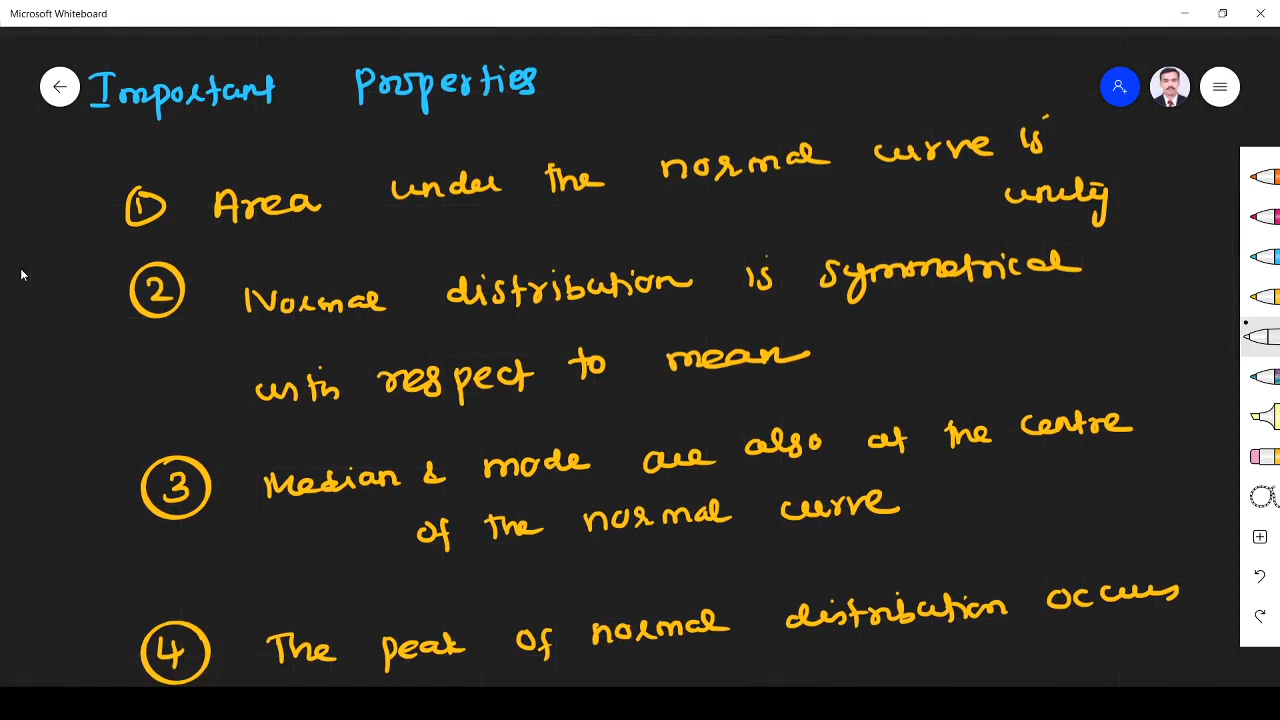 Microsoft Whiteboard
Important Properties
① Area under the normal curve is
unity
② Normal distribution is symmetrical
with respect to mean
③ Median & mode are also at the centre
of the normal curve
④ The peak of normal distribution occurs